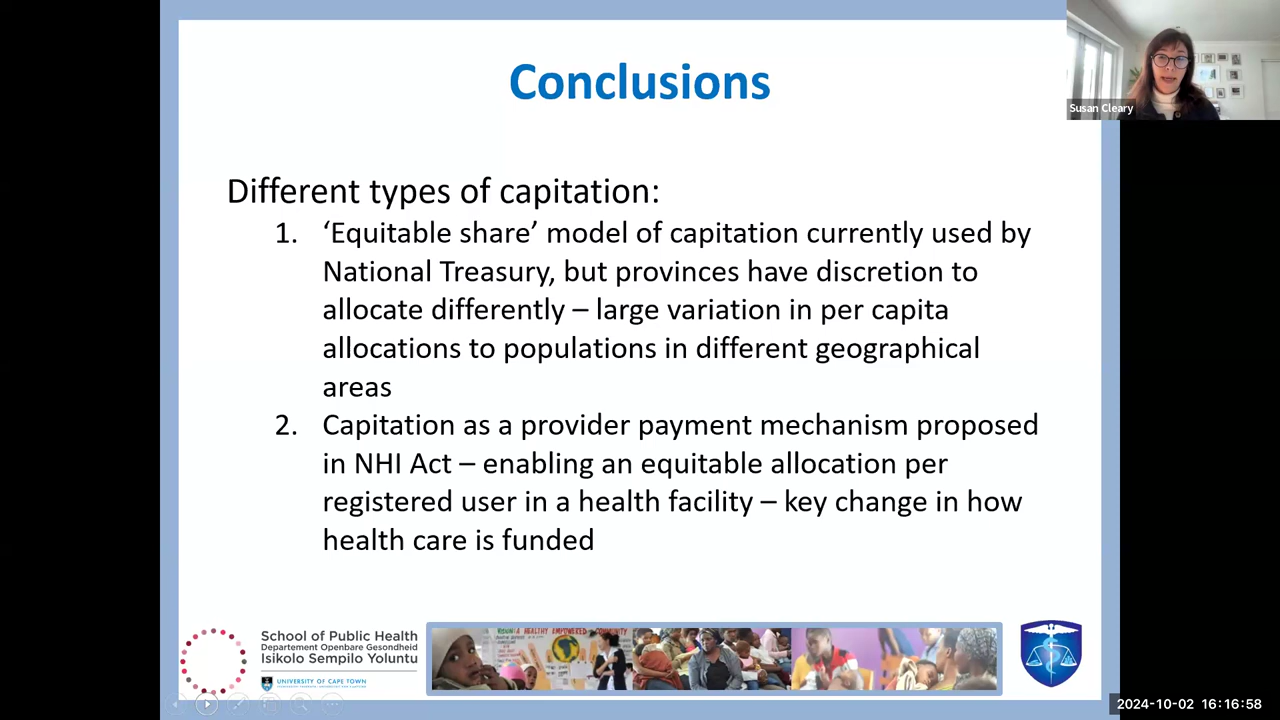 Conclusions
Susan Cleary
Different types of capitation:
1. ‘Equitable share’ model of capitation currently used by
National Treasury, but provinces have discretion to
allocate differently – large variation in per capita
allocations to populations in different geographical
areas
2. Capitation as a provider payment mechanism proposed
in NHI Act – enabling an equitable allocation per
registered user in a health facility – key change in how
health care is funded
School of Public Health
Departement Openbare Gesondheid
Isikolo Sempilo Yoluntu
UNIVERSITY OF CAPE TOWN
A HEALTHY EMPOWERED COMMUNITY
2024-10-02 16:16:58